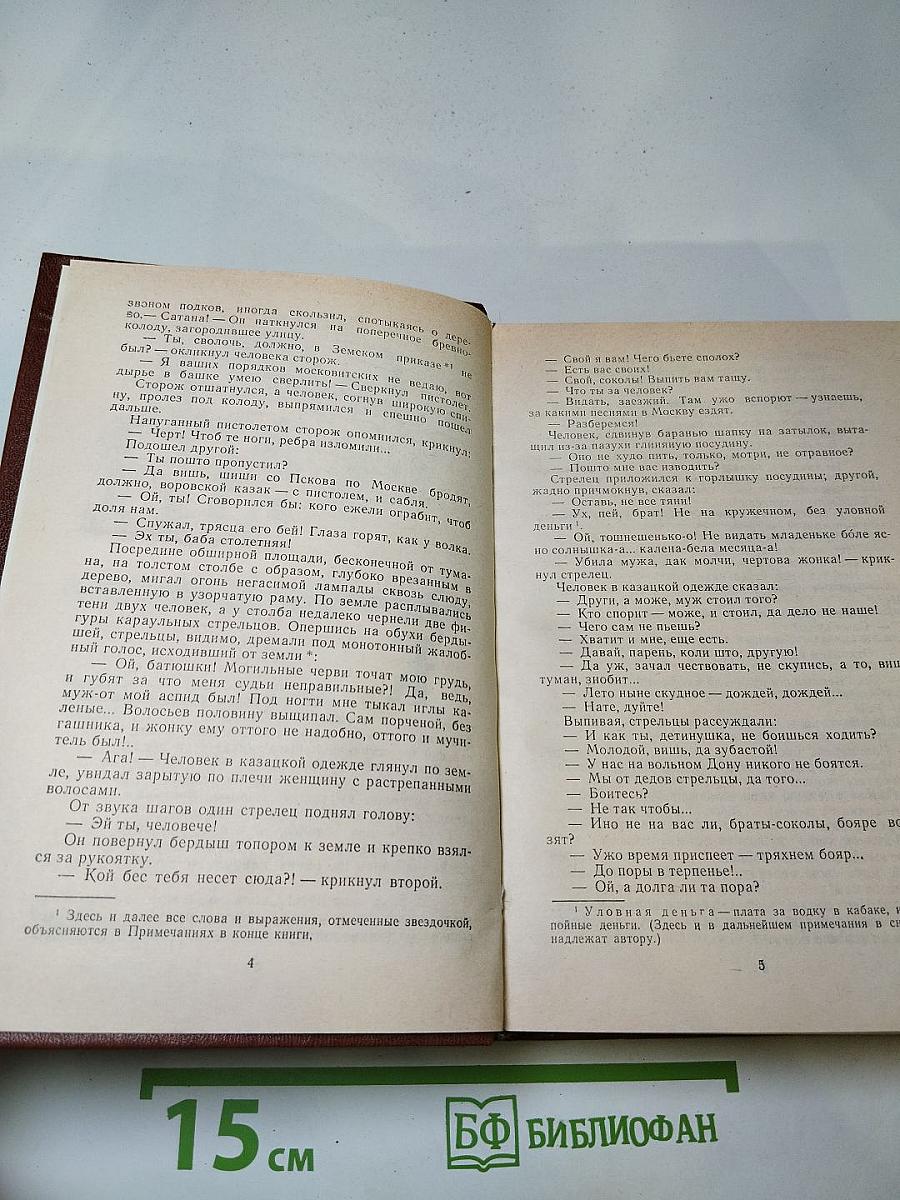 звоном подков, иногда скользил, спотыкаясь о дере-
во.— Сатана! — Он наткнулся на поперечное бревно-
колоду, загородившее улицу.
— Ты, сволочь, должно, в Земском приказе *¹ не
был? — окликнул человека сторож.
— Я ваших порядков московитских не ведаю, вот
дырье в башке умею сверлить! — Сверкнул пистолет.
Сторож отшатнулся, а человек, согнув широкую спи-
ну, пролез под колоду, выпрямился и спешно пошел
дальше.
Напуганный пистолетом сторож опомнился, крикнул:
— Черт! Чтоб те ноги, ребра изломили...
Подошел другой:
— Ты пошто пропустил?
— Да вишь, шиши со Пскова по Москве бродят,
должно, воровской казак — с пистолем, и сабля.
— Ой, ты! Сговорился бы: кого ежели ограбит, чтоб
доля нам.
— Спужал, трясца его бей! Глаза горят, как у волка.
— Эх ты, баба столетняя!
Посредине обширной площади, бесконечной от тума-
на, на толстом столбе с образом, глубоко врезанным в
дерево, мигал огонь негасимой лампады сквозь слюду,
вставленную в узорчатую раму. По земле расплывались
тени двух человек, а у столба недалеко чернели две фи-
гуры караульных стрельцов. Опершись на обухи берды-
шей, стрельцы, видимо, дремали под монотонный жалоб-
ный голос, исходивший от земли *:
— Ой, батюшки! Могильные черви точат мою грудь,
и губят за что меня судьи неправильные?! Да, ведь,
муж-от мой аспид был! Под ногти мне тыкал иглы ка-
леные... Волосьев половину выщипал. Сам порченой, без
гашника, и жонку ему оттого не надобно, оттого и мучи-
тель был!..
— Ага! — Человек в казацкой одежде глянул по зем-
ле, увидал зарытую по плечи женщину с растрепанными
волосами.
От звука шагов один стрелец поднял голову:
— Эй ты, человече!
Он повернул бердыш топором к земле и крепко взял-
ся за рукоятку.
— Кой бес тебя несет сюда?! — крикнул второй.
¹ Здесь и далее все слова и выражения, отмеченные звездочкой,
объясняются в Примечаниях в конце книги,
4
— Свой я вам! Чего бьете сполох?
— Есть вас своих!
— Свой, соколы! Выпить вам тащу.
— Что ты за человек?
— Видать, заезжий. Там ужо вспорют — узнаешь,
за какими песнями в Москву ездят.
— Разберемся!
Человек, сдвинув баранью шапку на затылок, выта-
щил из-за пазухи глиняную посудину.
— Оно не худо пить, только, мотри, не отравное?
— Пошто мне вас изводить?
Стрелец приложился к горлышку посудины; другой,
жадно причмокнув, сказал:
— Оставь, не все тяни!
— Ух, пей, брат! Не на кружечном, без уловной
деньги ¹.
— Ой, тошнешенько-о! Не видать младеньке бо́ле яс-
но солнышка-а... калена-бела месяца-а!
— Убила мужа, дак молчи, чертова жонка! — крик-
нул стрелец.
Человек в казацкой одежде сказал:
— Други, а може, муж стоил того?
— Кто спорит — може, и стоил, да дело не наше!
— Чего сам не пьешь?
— Хватит и мне, еще есть.
— Давай, парень, коли што, другую!
— Да уж, зачал чествовать, не скупись, а то, виш
туман, знобит...
— Лето ныне скудное — дождей, дождей...
— Нате, дуйте!
Выпивая, стрельцы рассуждали:
— И как ты, детинушка, не боишься ходить?
— Молодой, вишь, да зубастой!
— У нас на вольном Дону никого не боятся.
— Мы от дедов стрельцы, да того...
— Боитесь?
— Не так чтобы...
— Ино не на вас ли, браты-соколы, бояре во
зят?
— Ужо время приспеет — тряхнем бояр...
— До поры в терпенье!..
— Ой, а долга ли та пора?
¹ Уловная деньга — плата за водку в кабаке, и
пойные деньги. (Здесь и в дальнейшем примечания в сн
надлежат автору.)
5
15 см
БФ БИБЛИОФАН